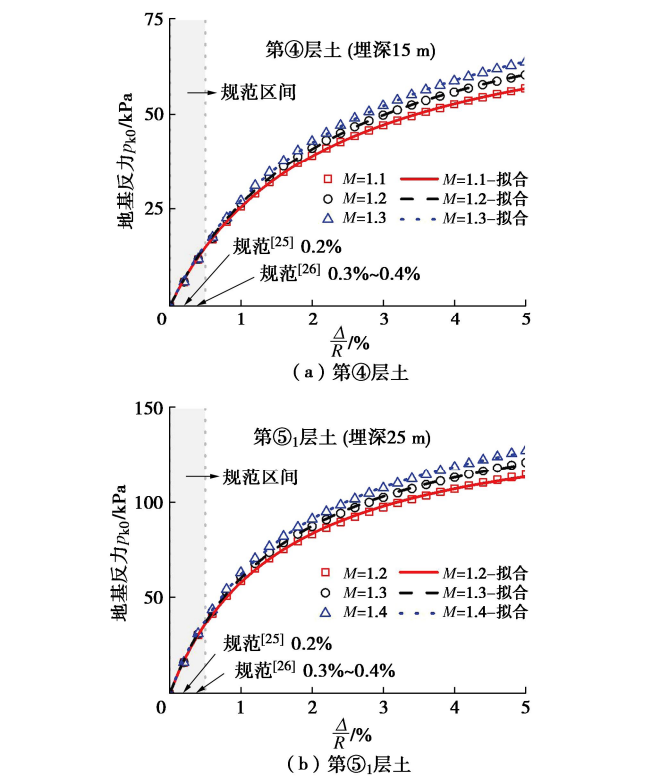 75
第④层土 (埋深15 m)
规范区间
50
地基反力pk0/kPa
M=1.1 M=1.1-拟合
M=1.2 M=1.2-拟合
M=1.3 M=1.3-拟合
25
规范[25] 0.2%
规范[26] 0.3%~0.4%
0 1 2 3 4 5
Δ/R/%
(a) 第④层土
150
第⑤1层土 (埋深25 m)
规范区间
100
地基反力pk0/kPa
M=1.2 M=1.2-拟合
M=1.3 M=1.3-拟合
M=1.4 M=1.4-拟合
50
规范[25] 0.2%
规范[26] 0.3%~0.4%
0 1 2 3 4 5
Δ/R/%
(b) 第⑤1层土